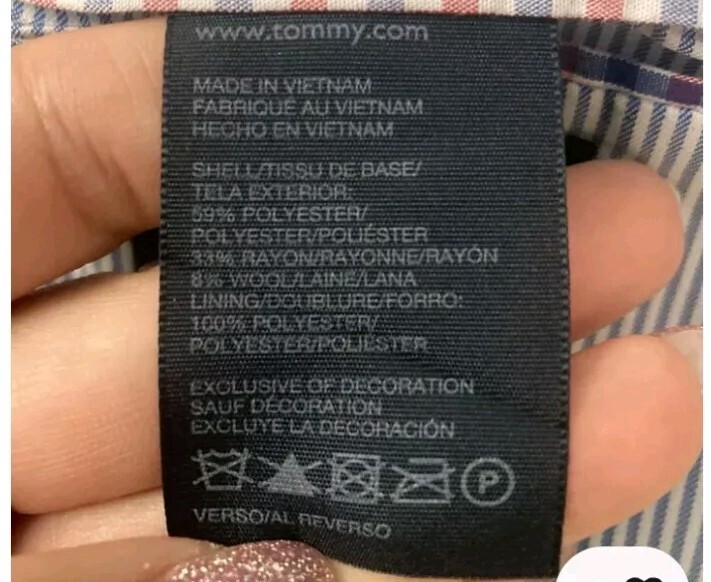 www.tommy.com
MADE IN VIETNAM
FABRIQUÉ AU VIETNAM
HECHO EN VIETNAM
SHELL/TISSU DE BASE/
TELA EXTERIOR:
59% POLYESTER/
POLYESTER/POLIÉSTER
33% RAYON/RAYONNE/RAYÓN
8% WOOL/LAINE/LANA
LINING/DOUBLURE/FORRO:
100% POLYESTER/
POLYESTER/POLIÉSTER
EXCLUSIVE OF DECORATION
SAUF DÉCORATION
EXCLUYE LA DECORACIÓN
P
VERSO/AL REVERSO